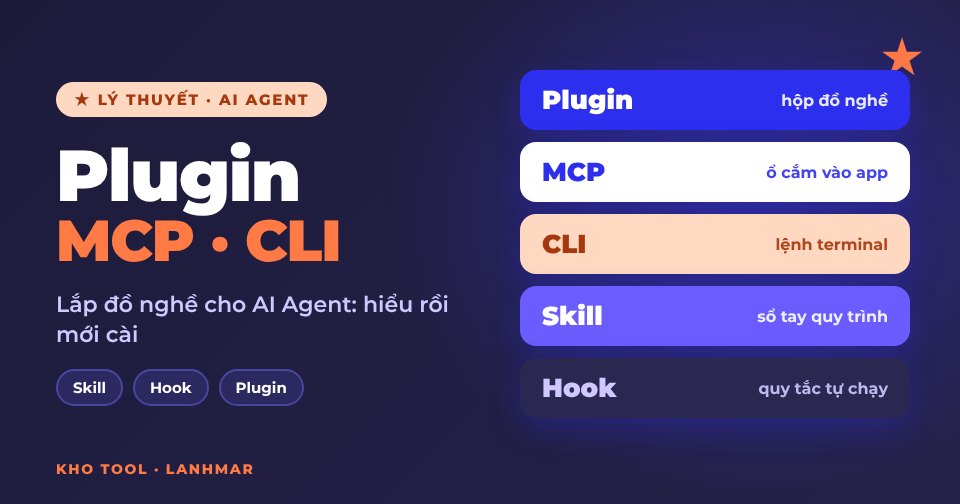 ★ LÝ THUYẾT · AI AGENT
Plugin
MCP · CLI
Lắp đồ nghề cho AI Agent: hiểu rồi
mới cài
Skill
Hook
Plugin
KHO TOOL · LANHMAR
Plugin hộp đồ nghề
MCP ổ cắm vào app
CLI lệnh terminal
Skill sổ tay quy trình
Hook quy tắc tự chạy